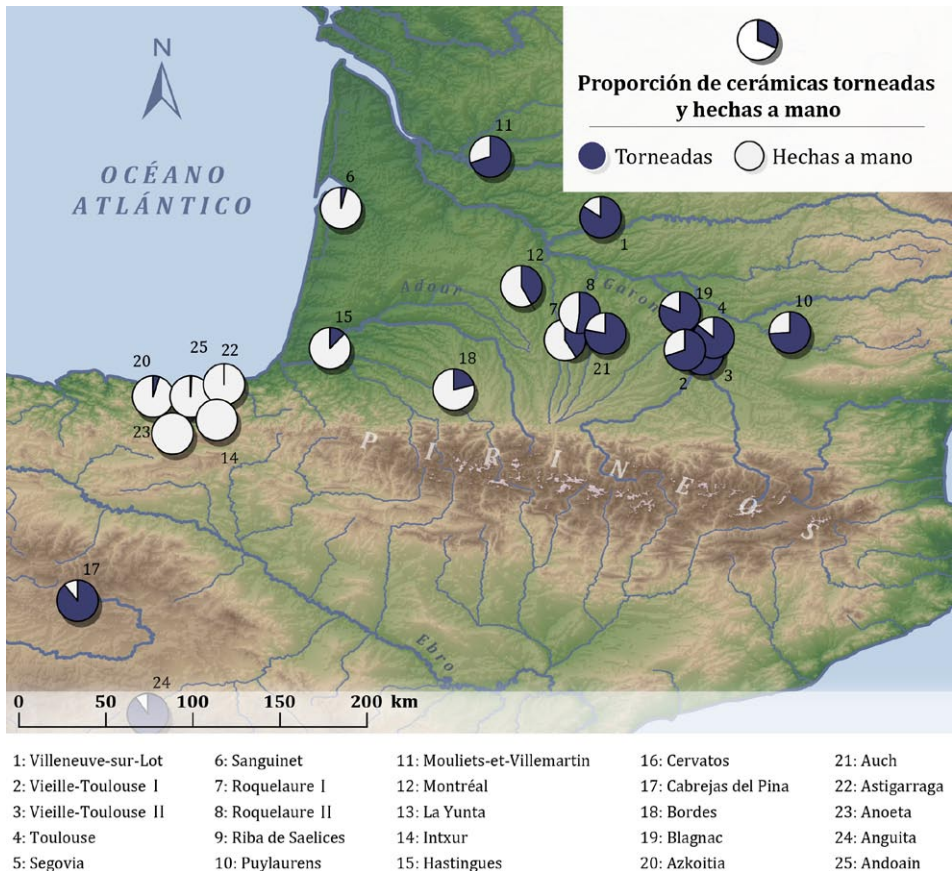 N
OCÉANO
ATLÁNTICO
Proporción de cerámicas torneadas
y hechas a mano
Torneadas
Hechas a mano
11
6
1
12
Adour
8
Garon
19
4
10
7
15
21
2
3
18
20
25
22
23
14
PIRINEOS
17
Ebro
24
0 50 100 150 200 km
1: Villeneuve-sur-Lot
2: Vieille-Toulouse I
3: Vieille-Toulouse II
4: Toulouse
5: Segovia
6: Sanguinet
7: Roquelaure I
8: Roquelaure II
9: Riba de Saelices
10: Puylaurens
11: Mouliets-et-Villemartin
12: Montréal
13: La Yunta
14: Intxur
15: Hastingues
16: Cervatos
17: Cabrejas del Pina
18: Bordes
19: Blagnac
20: Azkoitia
21: Auch
22: Astigarraga
23: Anoeta
24: Anguita
25: Andoain